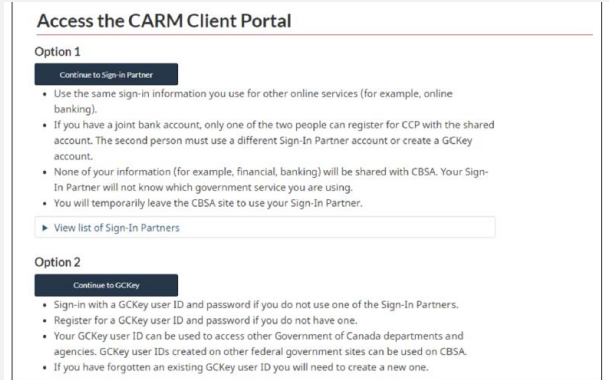 Access the CARM Client Portal
Option 1
Continue to Sign-in Partner
• Use the same sign-in information you use for other online services (for example, online
banking).
• If you have a joint bank account, only one of the two people can register for CCP with the shared
account. The second person must use a different Sign-In Partner account or create a GCKey
account.
• None of your information (for example, financial, banking) will be shared with CBSA. Your Sign-
In Partner will not know which government service you are using.
• You will temporarily leave the CBSA site to use your Sign-In Partner.
▶ View list of Sign-In Partners
Option 2
Continue to GCKey
• Sign-in with a GCKey user ID and password if you do not use one of the Sign-In Partners.
• Register for a GCKey user ID and password if you do not have one.
• Your GCKey user ID can be used to access other Government of Canada departments and
agencies. GCKey user IDs created on other federal government sites can be used on CBSA.
• If you have forgotten an existing GCKey user ID you will need to create a new one.